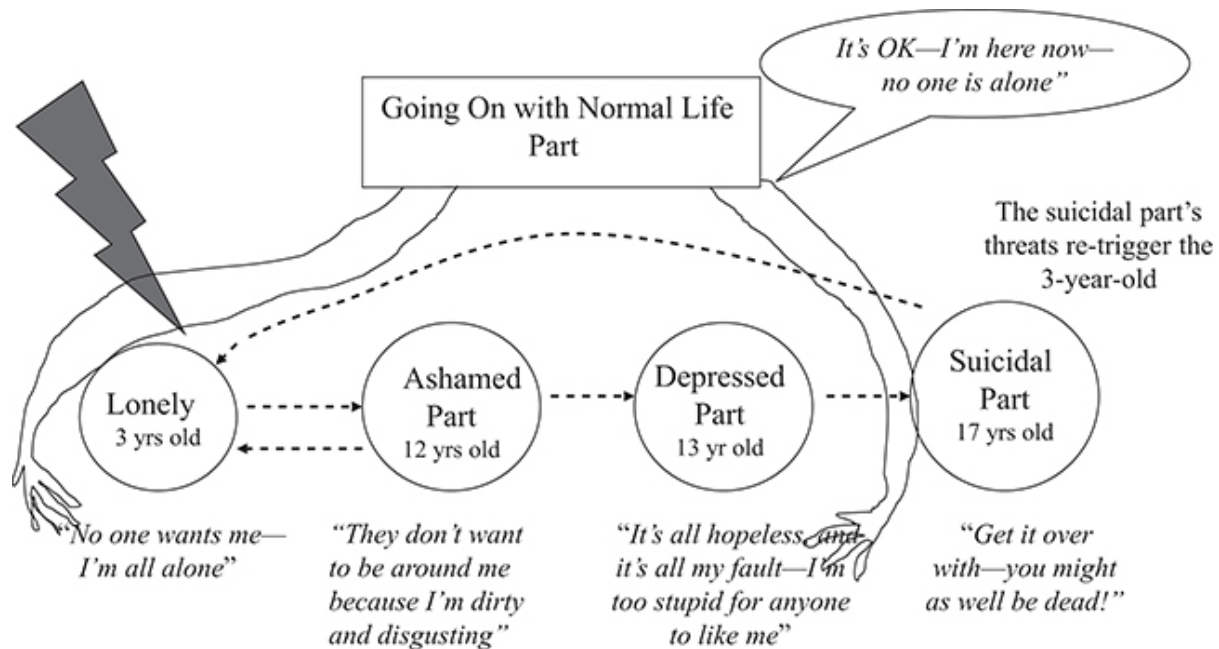 It's OK—I'm here now—
no one is alone"
Going On with Normal Life
Part
The suicidal part's
threats re-trigger the
3-year-old
Lonely
3 yrs old
Ashamed
Part
12 yrs old
Depressed
Part
13 yr old
Suicidal
Part
17 yrs old
"No one wants me—
I'm all alone"
"They don't want
to be around me
because I'm dirty
and disgusting"
"It's all hopeless, and
it's all my fault—I'm
too stupid for anyone
to like me"
"Get it over
with—you might
as well be dead!"